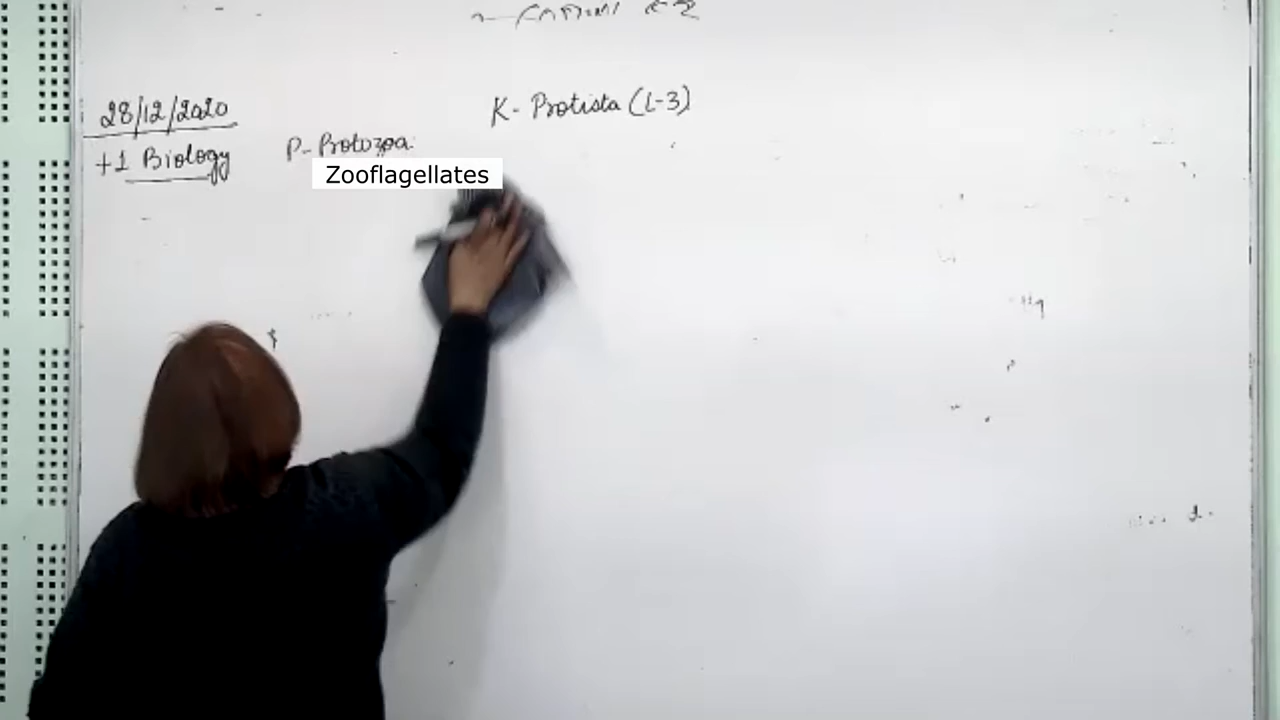 K- Protista (L-3)
28/12/2020
+1 Biology
P- Protozoa:
Zooflagellates